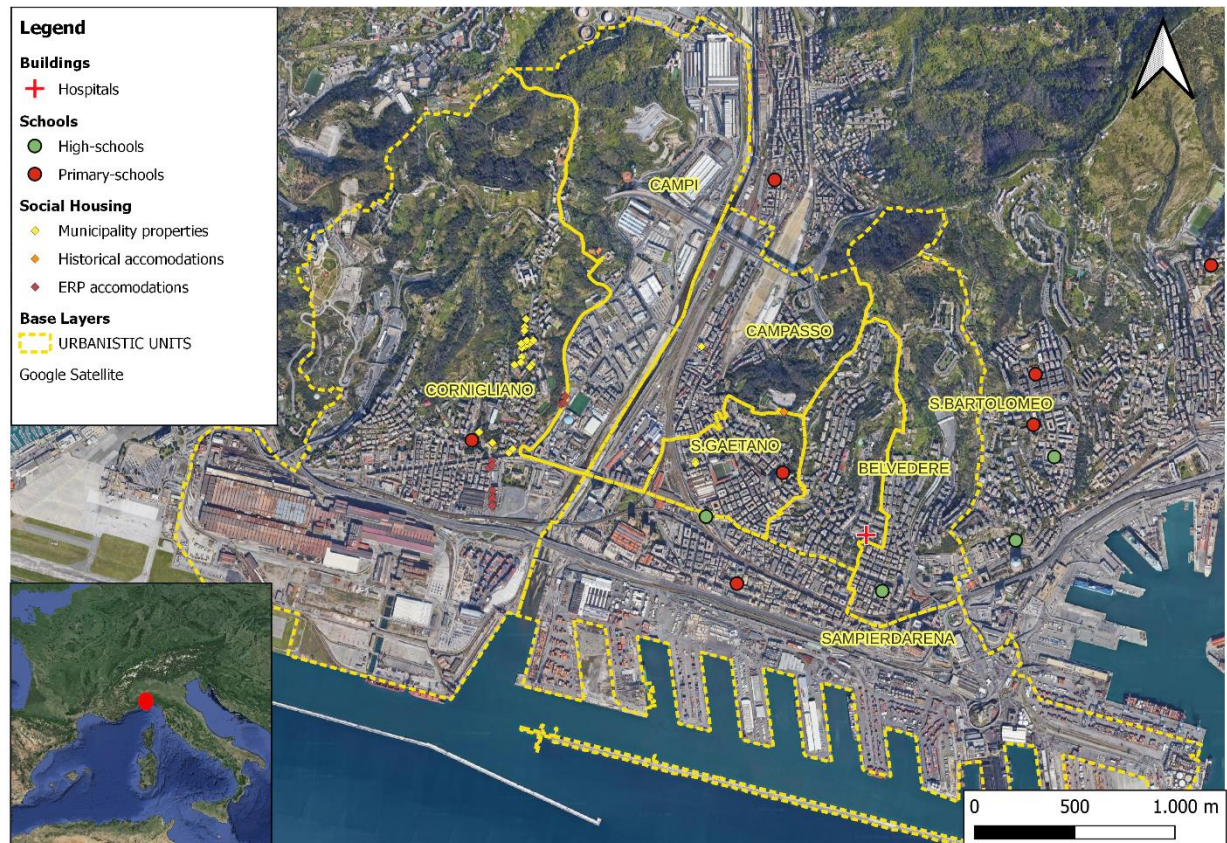 Legend
Buildings
Hospitals
Schools
High-schools
Primary-schools
Social Housing
Municipality properties
Historical accomodations
ERP accomodations
Base Layers
URBANISTIC UNITS
Google Satellite
CAMPI
CAMPASSO
CORNIGLIANO
S.BARTOLOMEO
S.GAETANO
BELVEDERE
SAMPIERDARENA
0 500 1.000 m